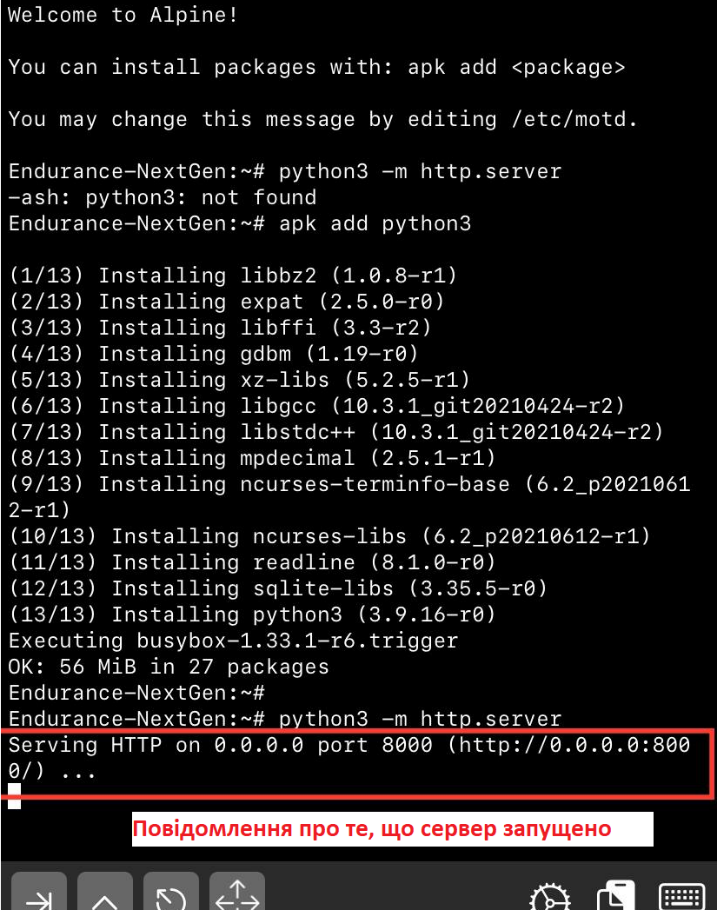 Welcome to Alpine!
You can install packages with: apk add <package>
You may change this message by editing /etc/motd.
Endurance-NextGen:~# python3 -m http.server
-ash: python3: not found
Endurance-NextGen:~# apk add python3
(1/13) Installing libbz2 (1.0.8-r1)
(2/13) Installing expat (2.5.0-r0)
(3/13) Installing libffi (3.3-r2)
(4/13) Installing gdbm (1.19-r0)
(5/13) Installing xz-libs (5.2.5-r1)
(6/13) Installing libgcc (10.3.1_git20210424-r2)
(7/13) Installing libstdc++ (10.3.1_git20210424-r2)
(8/13) Installing mpdecimal (2.5.1-r1)
(9/13) Installing ncurses-terminfo-base (6.2_p2021061
2-r1)
(10/13) Installing ncurses-libs (6.2_p20210612-r1)
(11/13) Installing readline (8.1.0-r0)
(12/13) Installing sqlite-libs (3.35.5-r0)
(13/13) Installing python3 (3.9.16-r0)
Executing busybox-1.33.1-r6.trigger
OK: 56 MiB in 27 packages
Endurance-NextGen:~#
Endurance-NextGen:~# python3 -m http.server
Serving HTTP on 0.0.0.0 port 8000 (http://0.0.0.0:800
0/) ...
Повідомлення про те, що сервер запущено